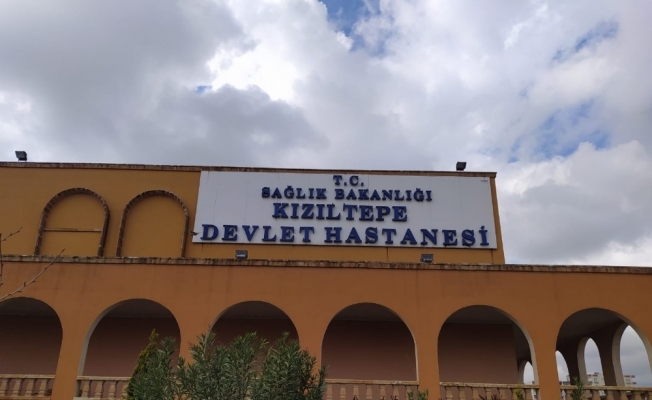 T.C.
SAĞLIK BAKANLIĞI
KIZILTEPE
DEVLET HASTANESİ